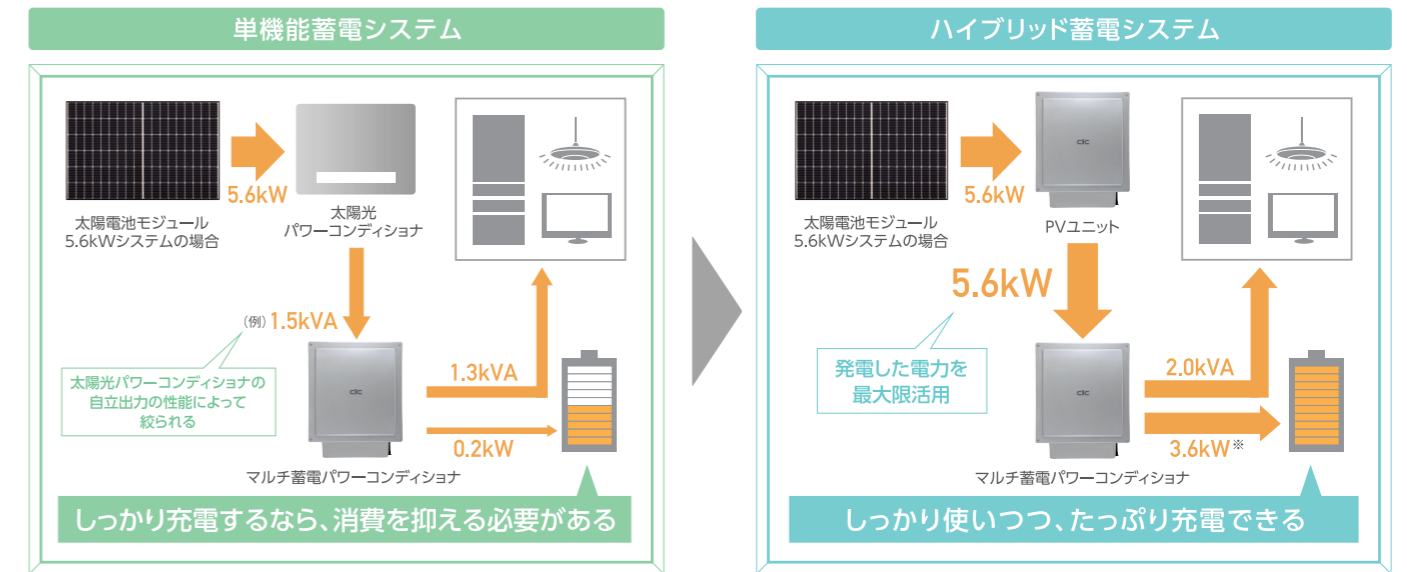 単機能蓄電システム
5.6kW
太陽電池モジュール
5.6kWシステムの場合
太陽光
パワーコンディショナ
(例)1.5kVA
太陽光パワーコンディショナの
自立出力の性能によって
絞られる
1.3kVA
0.2kW
マルチ蓄電パワーコンディショナ
しっかり充電するなら、消費を抑える必要がある
ハイブリッド蓄電システム
5.6kW
太陽電池モジュール
5.6kWシステムの場合
PVユニット
5.6kW
発電した電力を
最大限活用
2.0kVA
3.6kW※
マルチ蓄電パワーコンディショナ
しっかり使いつつ、たっぷり充電できる